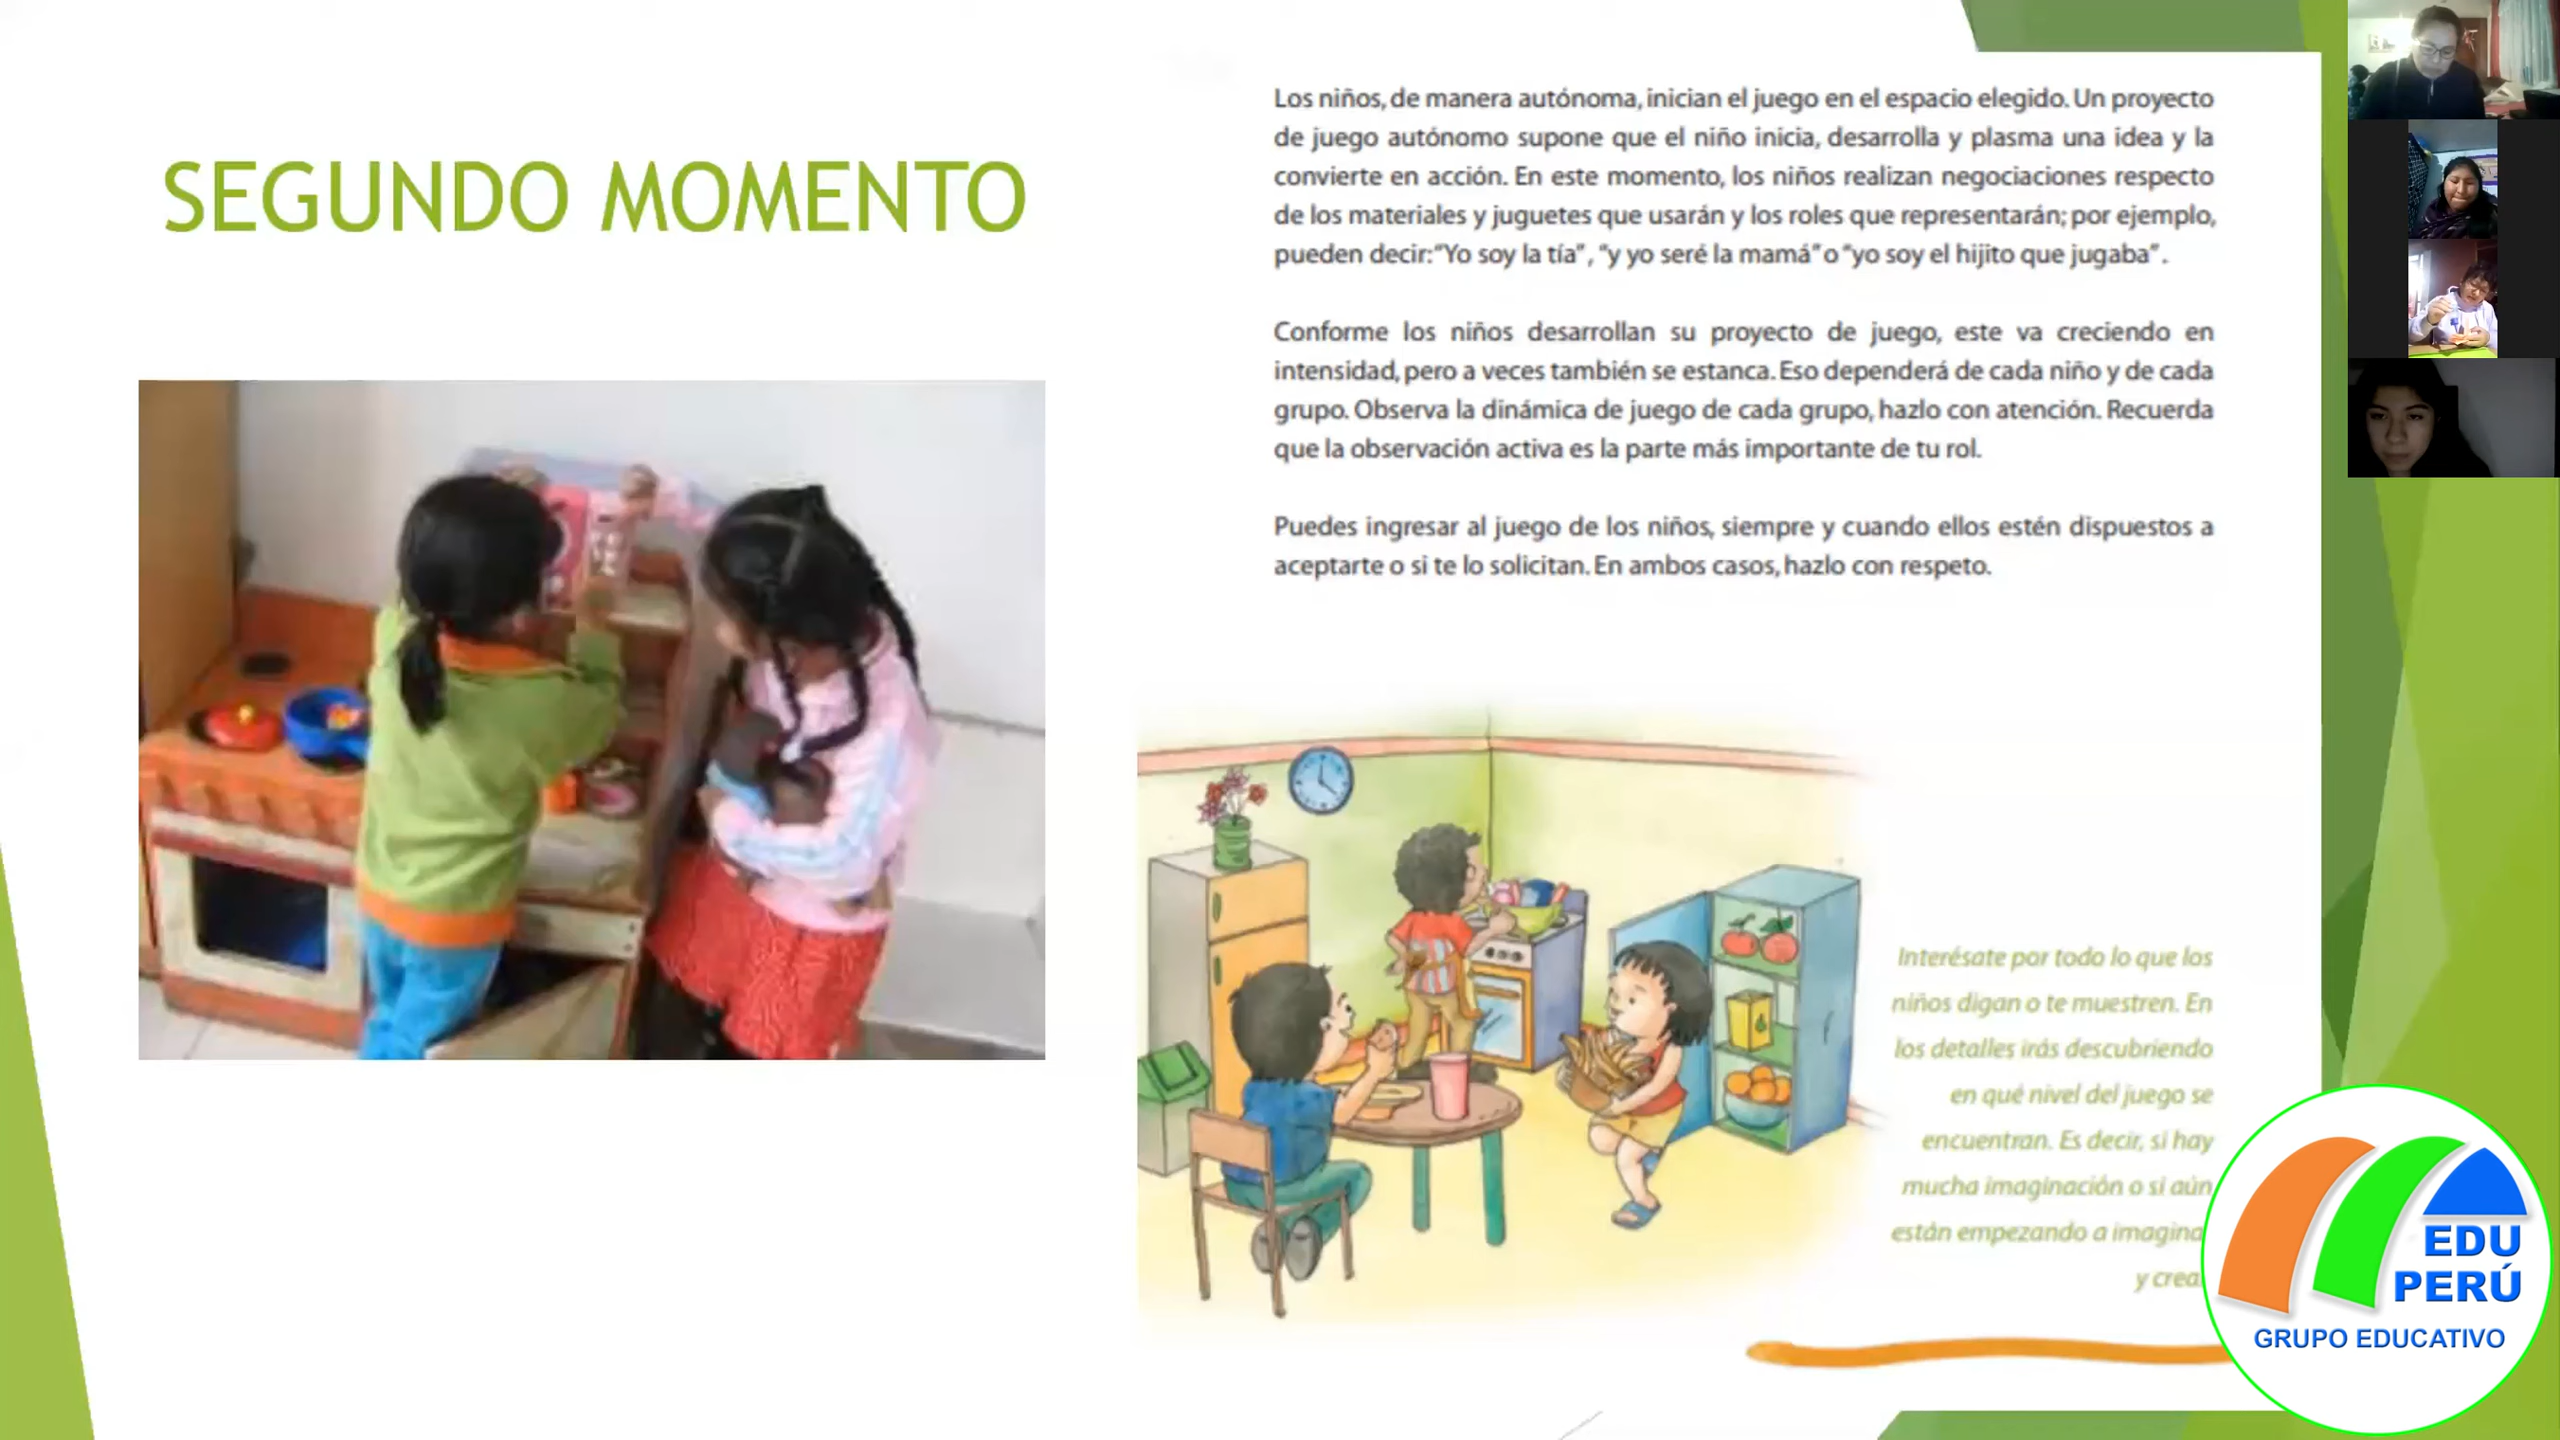 SEGUNDO MOMENTO
Los niños, de manera autónoma, inician el juego en el espacio elegido. Un proyecto
de juego autónomo supone que el niño inicia, desarrolla y plasma una idea y la
convierte en acción. En este momento, los niños realizan negociaciones respecto
de los materiales y juguetes que usarán y los roles que representarán; por ejemplo,
pueden decir: "Yo soy la tía", "y yo seré la mamá" o "yo soy el hijito que jugaba".
Conforme los niños desarrollan su proyecto de juego, este va creciendo en
intensidad, pero a veces también se estanca. Eso dependerá de cada niño y de cada
grupo. Observa la dinámica de juego de cada grupo, hazlo con atención. Recuerda
que la observación activa es la parte más importante de tu rol.
Puedes ingresar al juego de los niños, siempre y cuando ellos estén dispuestos a
aceptarte o si te lo solicitan. En ambos casos, hazlo con respeto.
Interésate por todo lo que los
niños digan o te muestren. En
los detalles irás descubriendo
en qué nivel del juego se
encuentran. Es decir, si hay
mucha imaginación o si aún
están empezando a
y
EDU
PERÚ
GRUPO EDUCATIVO